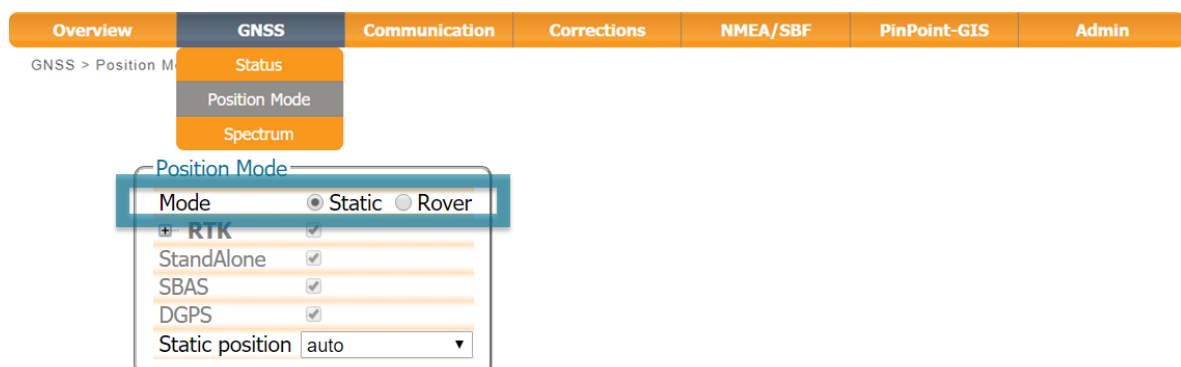 Overview GNSS Communication Corrections NMEA/SBF PinPoint-GIS Admin
GNSS > Position M
Status
Position Mode
Spectrum
Position Mode
Mode Static Rover
RTK
StandAlone
SBAS
DGPS
Static position auto